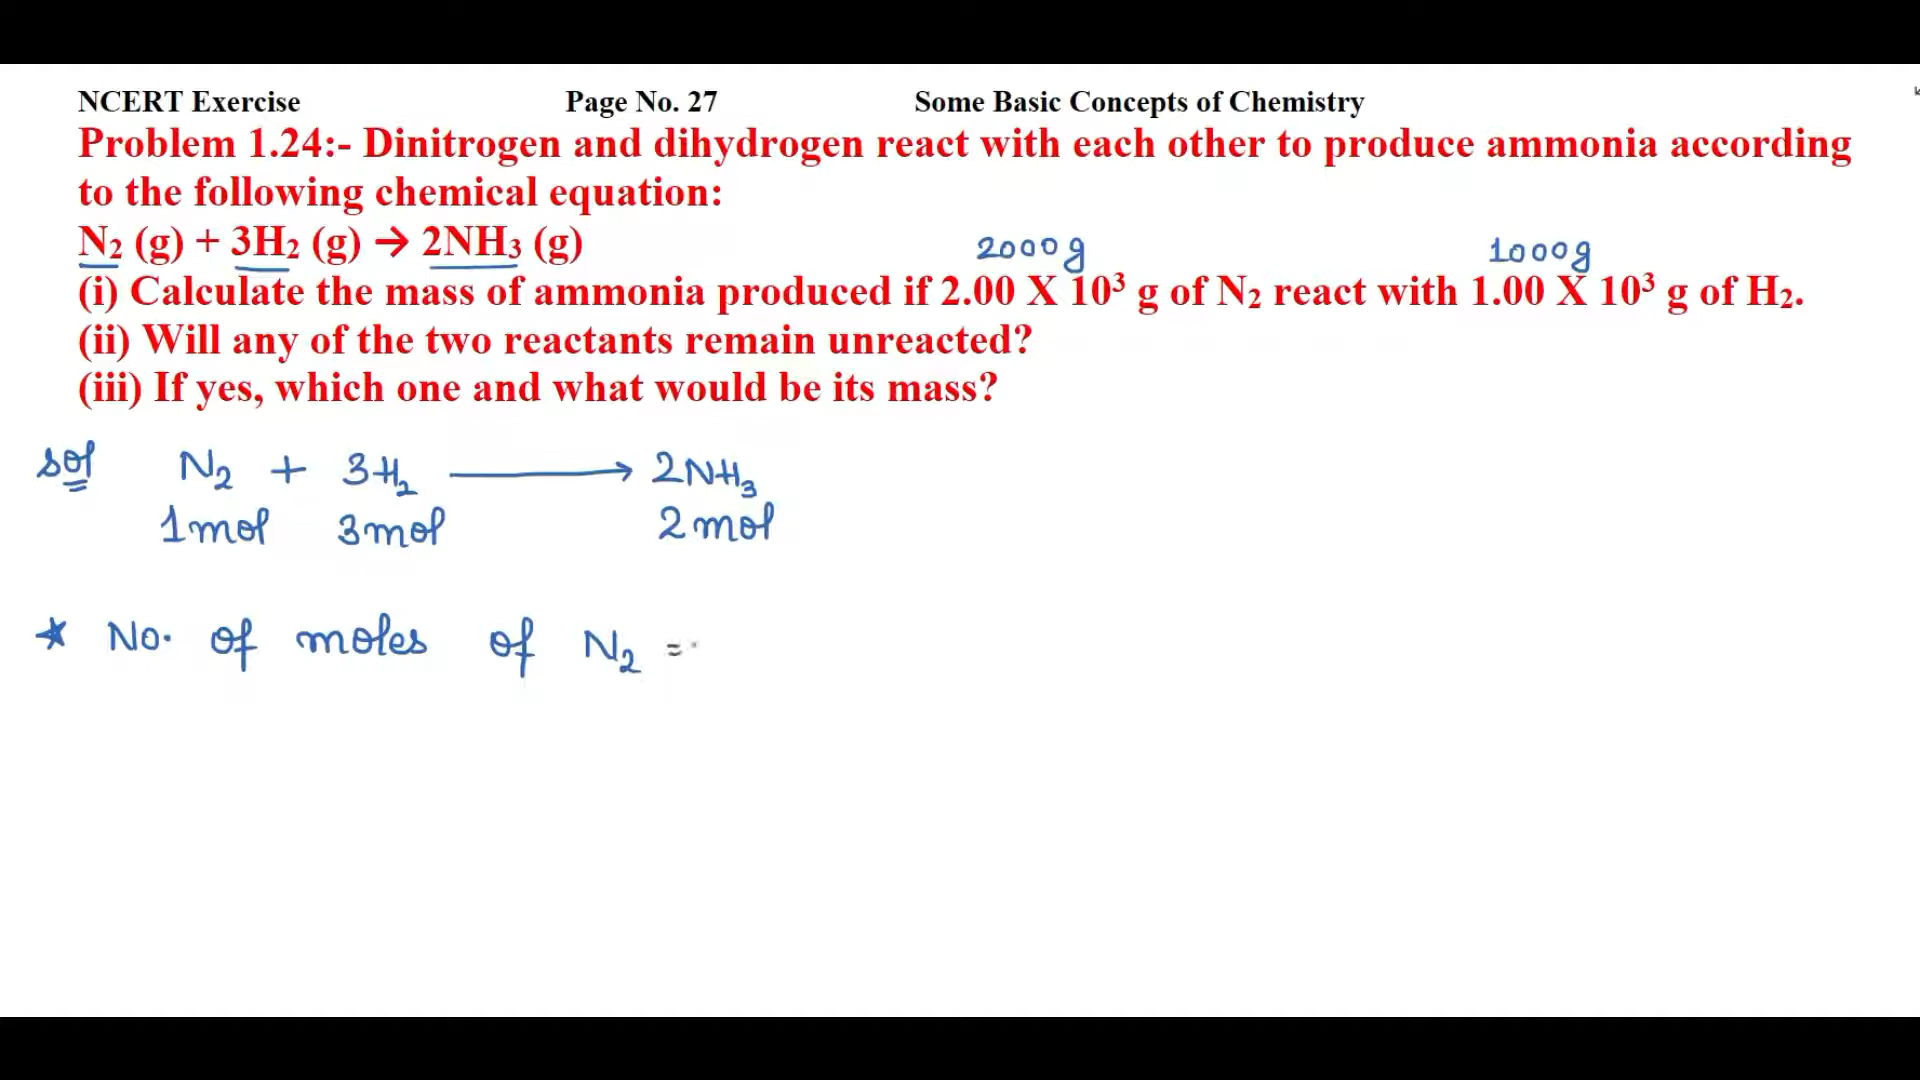 NCERT Exercise Page No. 27 Some Basic Concepts of Chemistry
Problem 1.24:- Dinitrogen and dihydrogen react with each other to produce ammonia according
to the following chemical equation:
N₂ (g) + 3H₂ (g) → 2NH₃ (g)
2000g 1000g
(i) Calculate the mass of ammonia produced if 2.00 X 10³ g of N₂ react with 1.00 X 10³ g of H₂.
(ii) Will any of the two reactants remain unreacted?
(iii) If yes, which one and what would be its mass?
sol N₂ + 3H₂ → 2NH₃
1mol 3mol 2mol
★ No. of moles of N₂ =